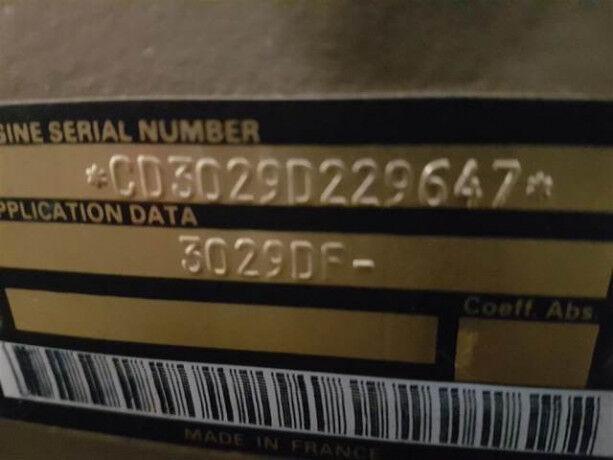 GINE SERIAL NUMBER
*CD3029D229647*
PPLICATION DATA
3029DF-
Coeff. Abs
MADE IN FRANCE